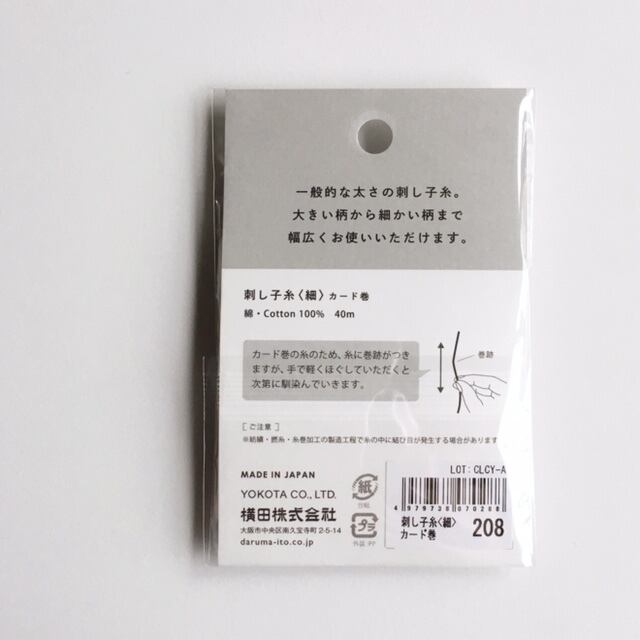 一般的な太さの刺し子糸。
大きい柄から細かい柄まで
幅広くお使いいただけます。
刺し子糸〈細〉カード巻
綿・Cotton 100% 40m
カード巻の糸のため、糸に巻跡がつき
ますが、手で軽くほぐしていただくと
次第に馴染んでいきます。
巻跡
［ご注意］
※結績・撚糸・糸巻加工の製造工程で糸の中に結び目が発生する場合があります
MADE IN JAPAN
YOKOTA CO., LTD.
横田株式会社
大阪市中央区南久宝寺町 2-5-14
daruma-ito.co.jp
紙
台紙
プラ
外袋:PP
LOT: CLCY-A
4979738070288
刺し子糸〈細〉
カード巻
208